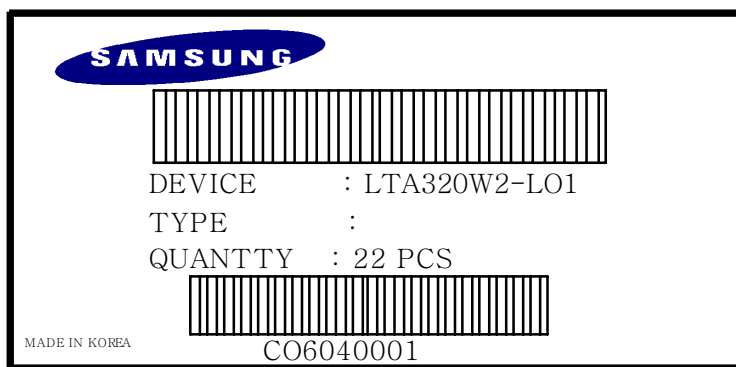 SAMSUNG
DEVICE : LTA320W2-LO1
TYPE :
QUANTTY : 22 PCS
MADE IN KOREA
CO6040001